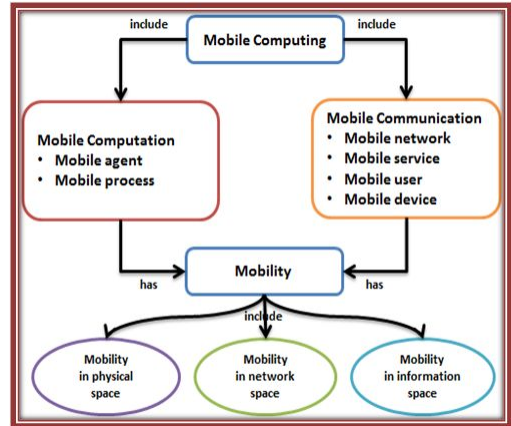 include
include
Mobile Computing
Mobile Computation
• Mobile agent
• Mobile process
Mobile Communication
• Mobile network
• Mobile service
• Mobile user
• Mobile device
has
Mobility
has
include
Mobility
in physical
space
Mobility
in network
space
Mobility
in information
space